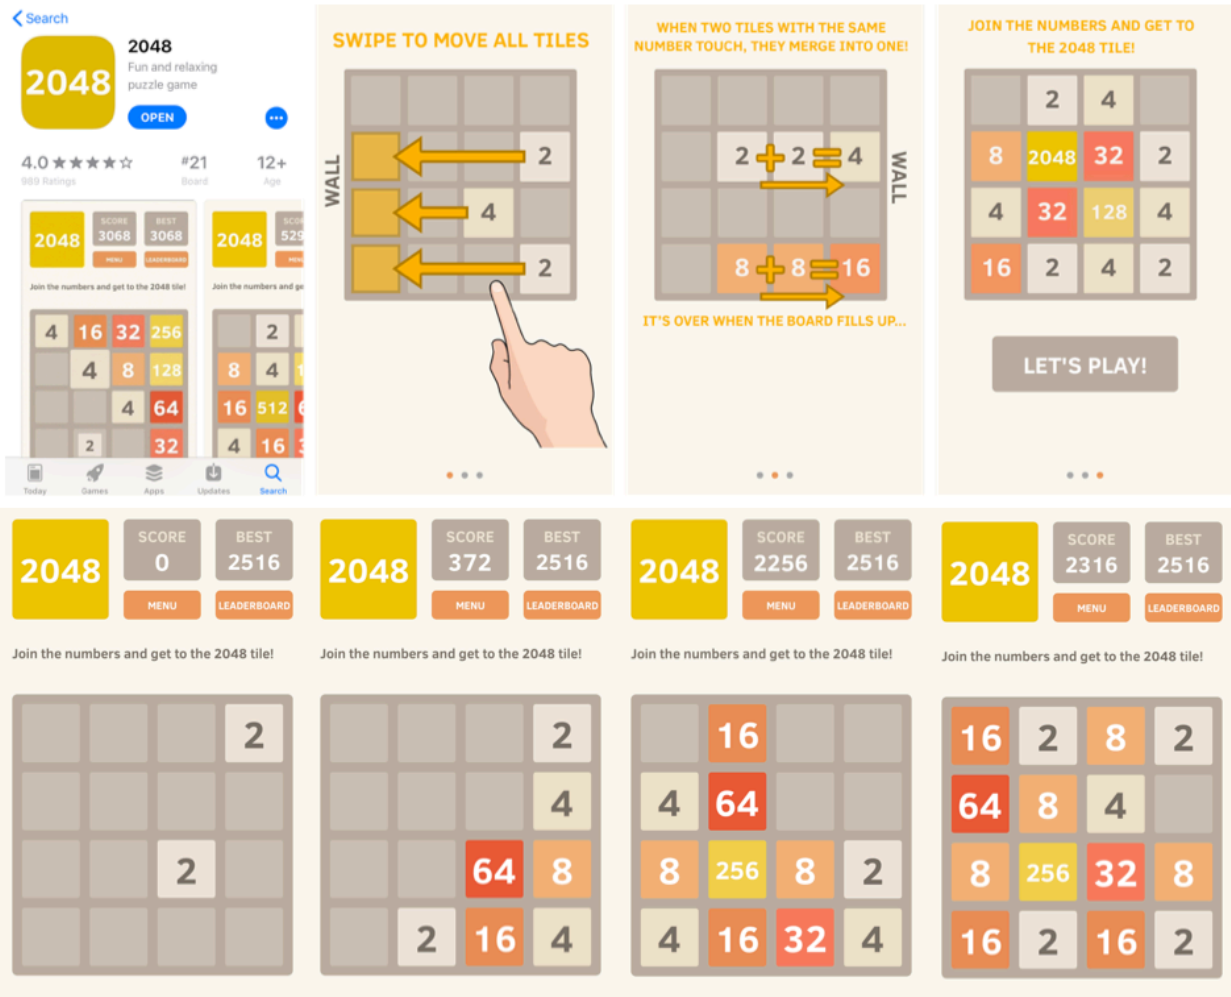 Search
2048
2048
Fun and relaxing
puzzle game
OPEN
4.0 #21 12+
989 Ratings Board Age
2048
SCORE BEST
3068 3068
MENU LEADERBOARD
Join the numbers and get to the 2048 tile!
4 16 32 256
4 8 128
4 64
2 32
2048
SCO
529
Join the numbers and ge
2
8 4 1
16 512 6
4 16 3
Today Games Apps Updates Search
SWIPE TO MOVE ALL TILES
WALL
2
4
2
WHEN TWO TILES WITH THE SAME
NUMBER TOUCH, THEY MERGE INTO ONE!
2 + 2 = 4
WALL
8 + 8 = 16
IT'S OVER WHEN THE BOARD FILLS UP...
JOIN THE NUMBERS AND GET TO
THE 2048 TILE!
2 4
8 2048 32 2
4 32 128 4
16 2 4 2
LET'S PLAY!
2048
SCORE BEST
0 2516
MENU LEADERBOARD
Join the numbers and get to the 2048 tile!
2
2
2048
SCORE BEST
372 2516
MENU LEADERBOARD
Join the numbers and get to the 2048 tile!
2
4
64 8
2 16 4
2048
SCORE BEST
2256 2516
MENU LEADERBOARD
Join the numbers and get to the 2048 tile!
16
4 64
8 256 8 2
4 16 32 4
2048
SCORE BEST
2316 2516
MENU LEADERBOARD
Join the numbers and get to the 2048 tile!
16 2 8 2
64 8 4
8 256 32 8
16 2 16 2